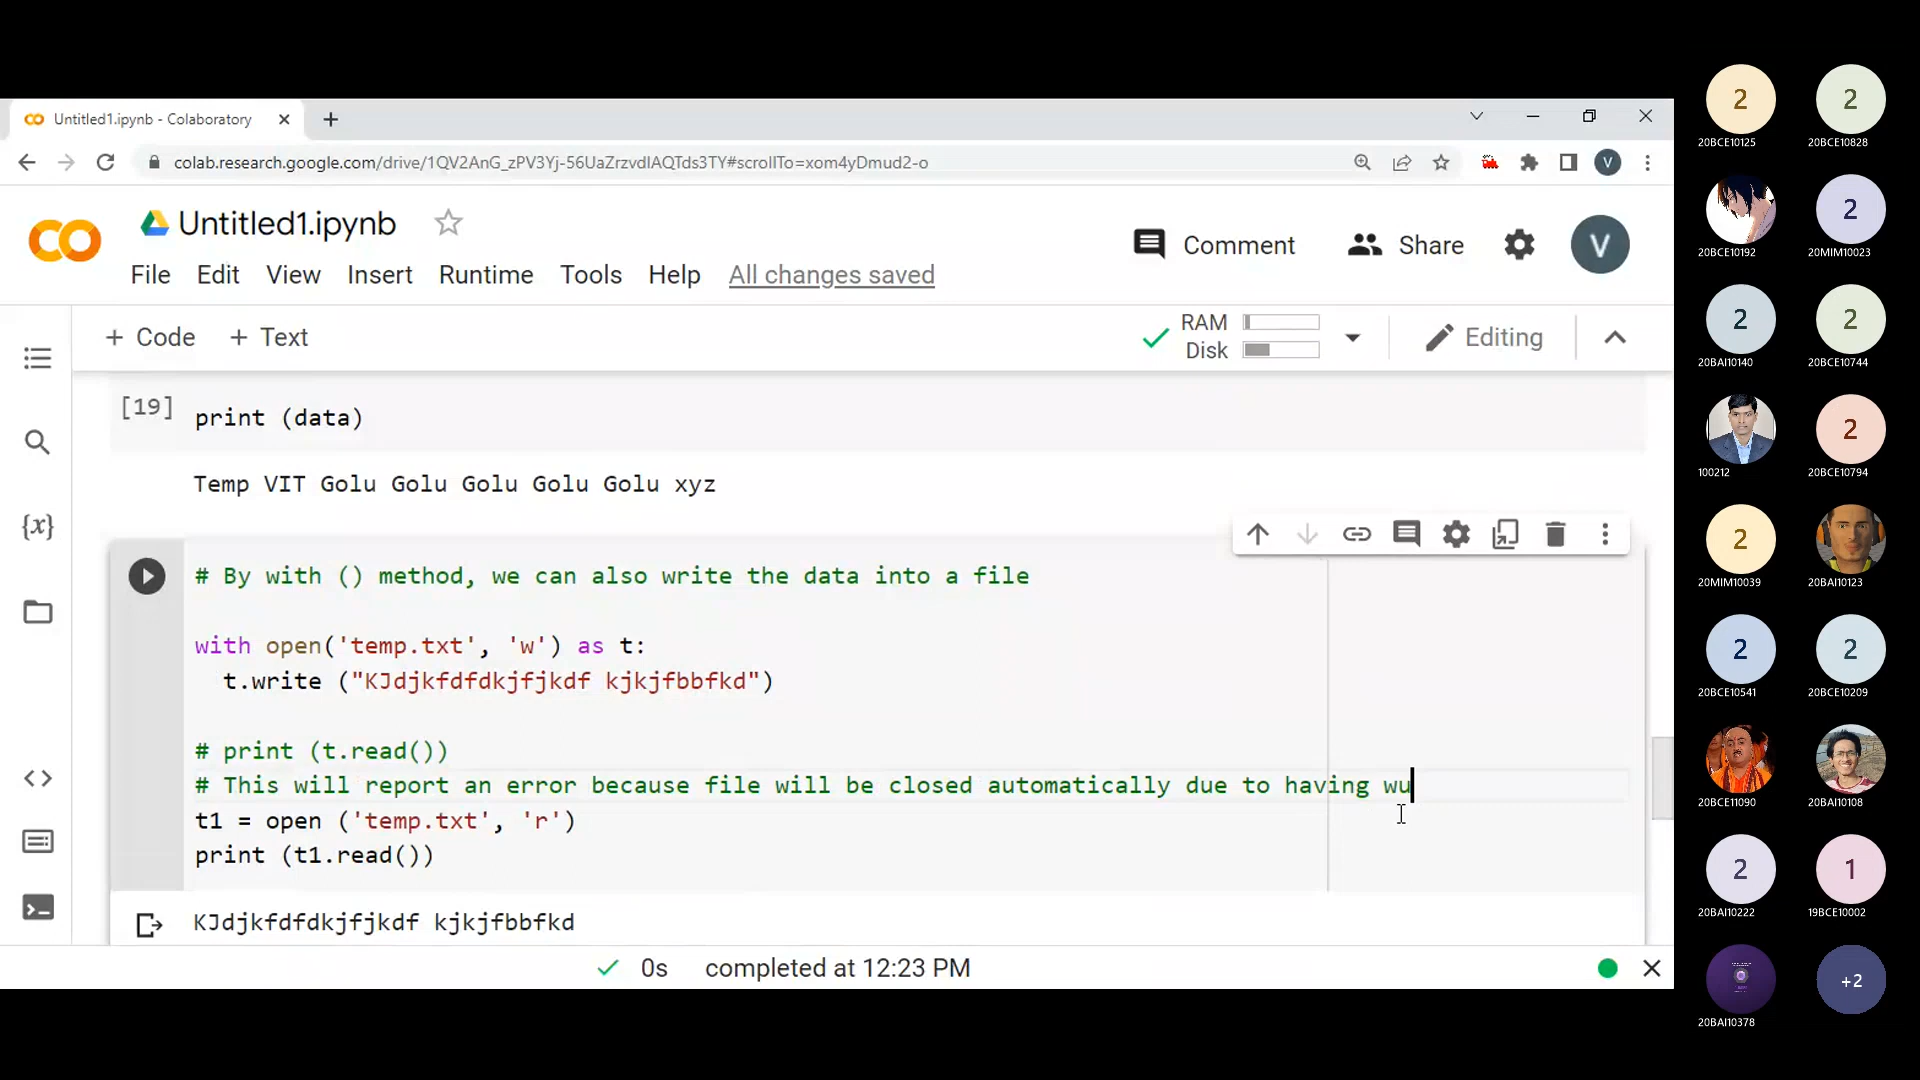 Untitled1.ipynb - Colaboratory
colab.research.google.com/drive/1QV2AnG_zPV3Yj-56UaZrzvdIAQTds3TY#scrollTo=xom4yDmud2-o
V
Untitled1.ipynb
Comment
Share
V
File Edit View Insert Runtime Tools Help All changes saved
+ Code + Text
RAM
Disk
Editing
[19] print (data)
Temp VIT Golu Golu Golu Golu Golu xyz
{x}
# By with () method, we can also write the data into a file
with open('temp.txt', 'w') as t:
t.write ("KJdjkfdfdkjfjkdf kjkjfbbfkd")
# print (t.read())
# This will report an error because file will be closed automatically due to having wu
t1 = open ('temp.txt', 'r')
print (t1.read())
KJdjkfdfdkjfjkdf kjkjfbbfkd
0s completed at 12:23 PM
2 2
20BCE10125 20BCE10828
2
20BCE10192 20MIM10023
2 2
20BAI10140 20BCE10744
2
100212 20BCE10794
2
20MIM10039 20BAI10123
2 2
20BCE10541 20BCE10209
20BCE11090 20BAI10108
2 1
20BAI10222 19BCE10002
+2
20BAI10378